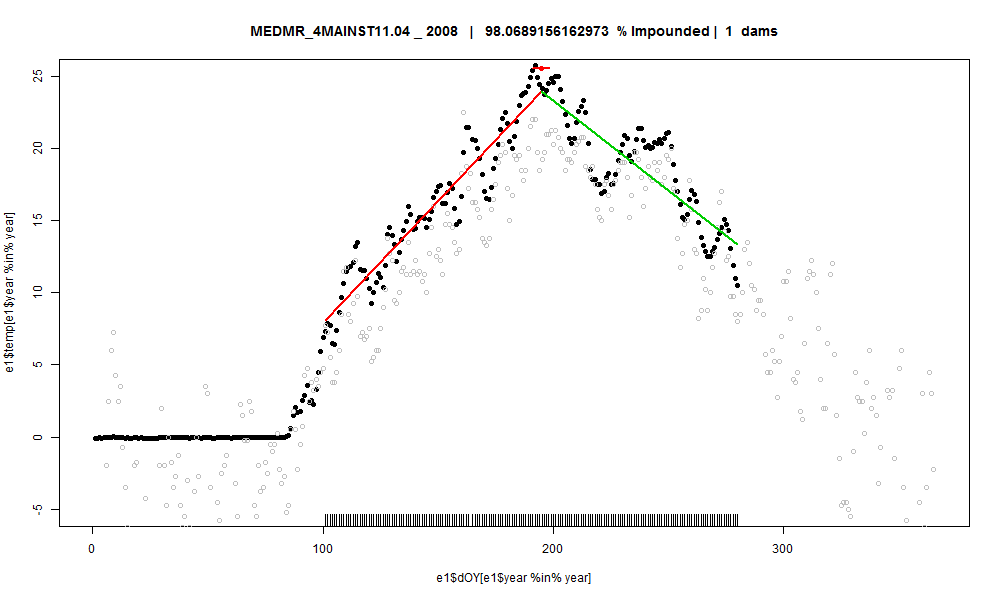 MEDMR_4MAINST11.04 _ 2008 | 98.0689156162973 % Impounded | 1 dams
e1$temp[e1$year %in% year]
25
20
15
10
5
0
-5
0 100 200 300
e1$dOY[e1$year %in% year]